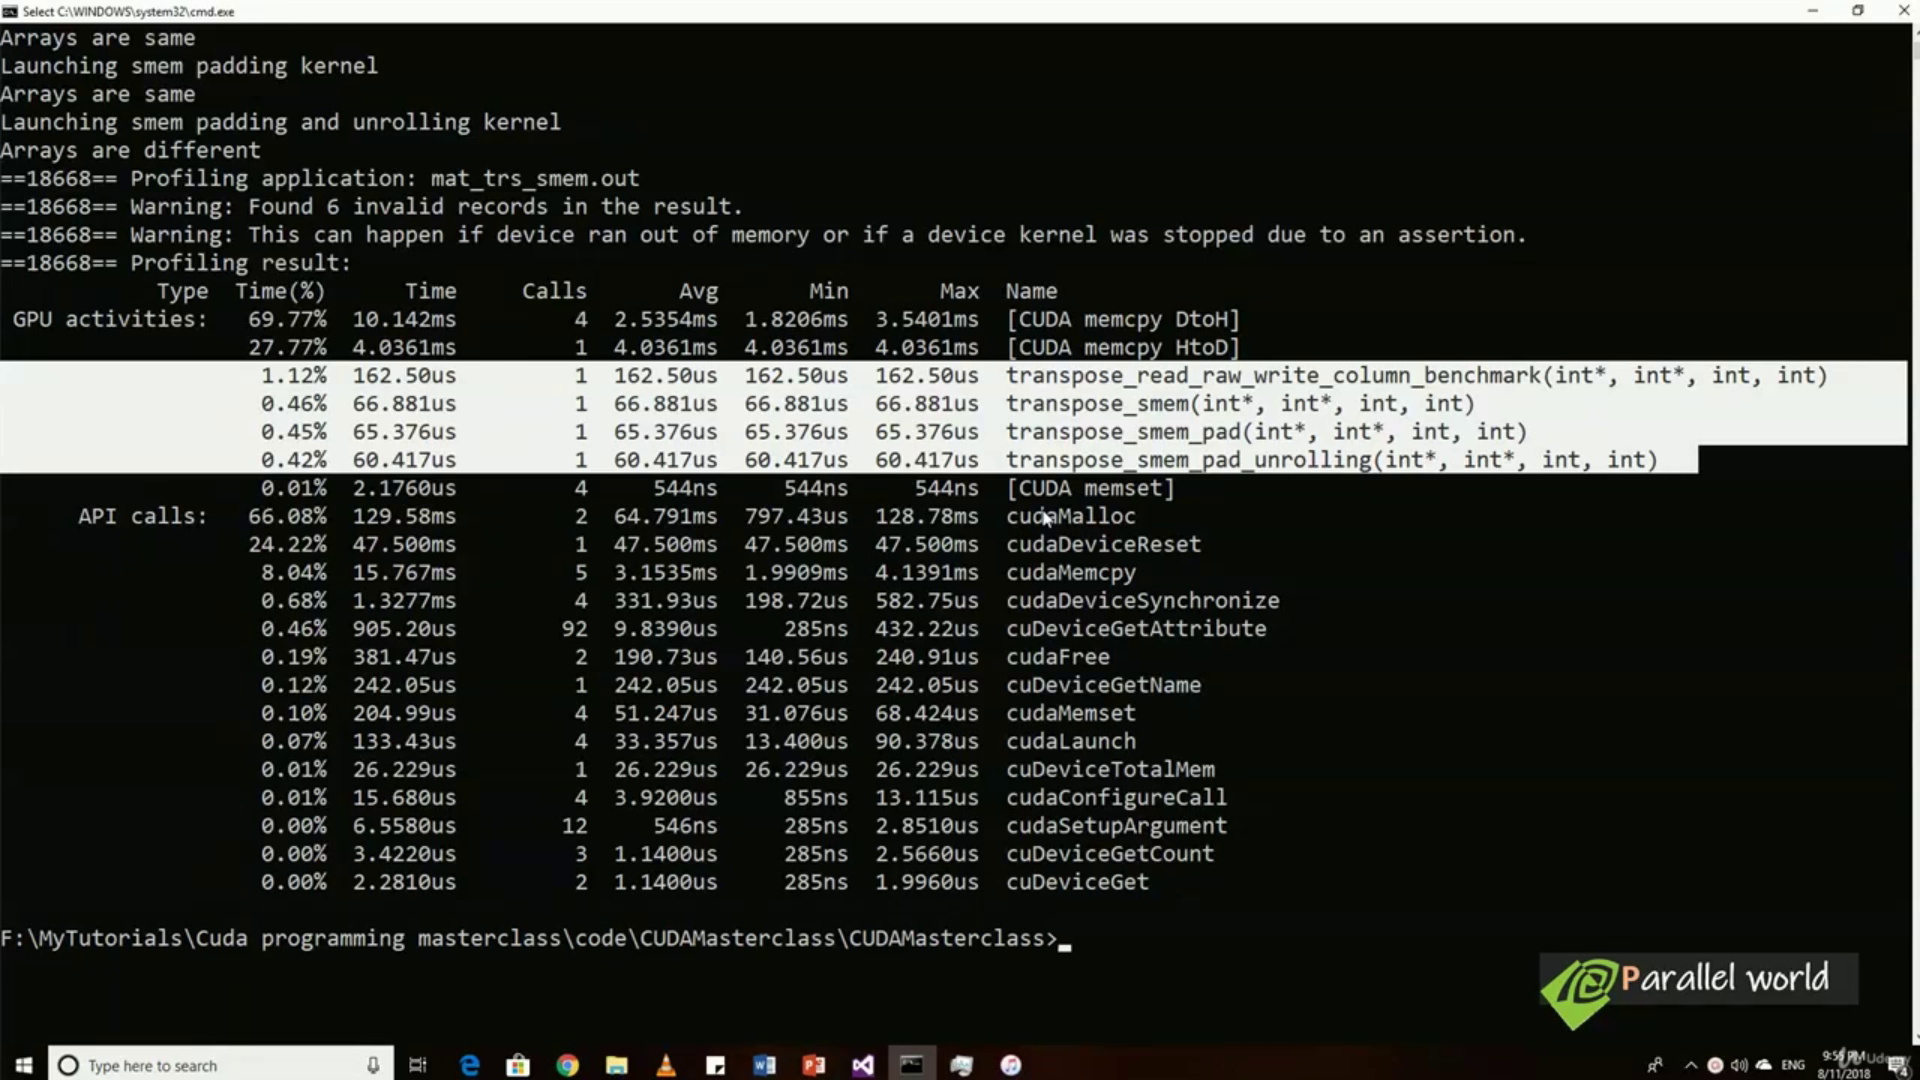 Select C:\WINDOWS\system32\cmd.exe
Arrays are same
Launching smem padding kernel
Arrays are same
Launching smem padding and unrolling kernel
Arrays are different
==18668== Profiling application: mat_trs_smem.out
==18668== Warning: Found 6 invalid records in the result.
==18668== Warning: This can happen if device ran out of memory or if a device kernel was stopped due to an assertion.
==18668== Profiling result:
Type Time(%) Time Calls Avg Min Max Name
GPU activities: 69.77% 10.142ms 4 2.5354ms 1.8206ms 3.5401ms [CUDA memcpy DtoH]
27.77% 4.0361ms 1 4.0361ms 4.0361ms 4.0361ms [CUDA memcpy HtoD]
1.12% 162.50us 1 162.50us 162.50us 162.50us transpose_read_raw_write_column_benchmark(int*, int*, int, int)
0.46% 66.881us 1 66.881us 66.881us 66.881us transpose_smem(int*, int*, int, int)
0.45% 65.376us 1 65.376us 65.376us 65.376us transpose_smem_pad(int*, int*, int, int)
0.42% 60.417us 1 60.417us 60.417us 60.417us transpose_smem_pad_unrolling(int*, int*, int, int)
0.01% 2.1760us 4 544ns 544ns 544ns [CUDA memset]
API calls: 66.08% 129.58ms 2 64.791ms 797.43us 128.78ms cudaMalloc
24.22% 47.500ms 1 47.500ms 47.500ms 47.500ms cudaDeviceReset
8.04% 15.767ms 5 3.1535ms 1.9909ms 4.1391ms cudaMemcpy
0.68% 1.3277ms 4 331.93us 198.72us 582.75us cudaDeviceSynchronize
0.46% 905.20us 92 9.8390us 285ns 432.22us cuDeviceGetAttribute
0.19% 381.47us 2 190.73us 140.56us 240.91us cudaFree
0.12% 242.05us 1 242.05us 242.05us 242.05us cuDeviceGetName
0.10% 204.99us 4 51.247us 31.076us 68.424us cudaMemset
0.07% 133.43us 4 33.357us 13.400us 90.378us cudaLaunch
0.01% 26.229us 1 26.229us 26.229us 26.229us cuDeviceTotalMem
0.01% 15.680us 4 3.9200us 855ns 13.115us cudaConfigureCall
0.00% 6.5580us 12 546ns 285ns 2.8510us cudaSetupArgument
0.00% 3.4220us 3 1.1400us 285ns 2.5660us cuDeviceGetCount
0.00% 2.2810us 2 1.1400us 285ns 1.9960us cuDeviceGet
F:\MyTutorials\Cuda programming masterclass\code\CUDAMasterclass\CUDAMasterclass>
Parallel world
Type here to search
ENG
9:55 PM
8/11/2018